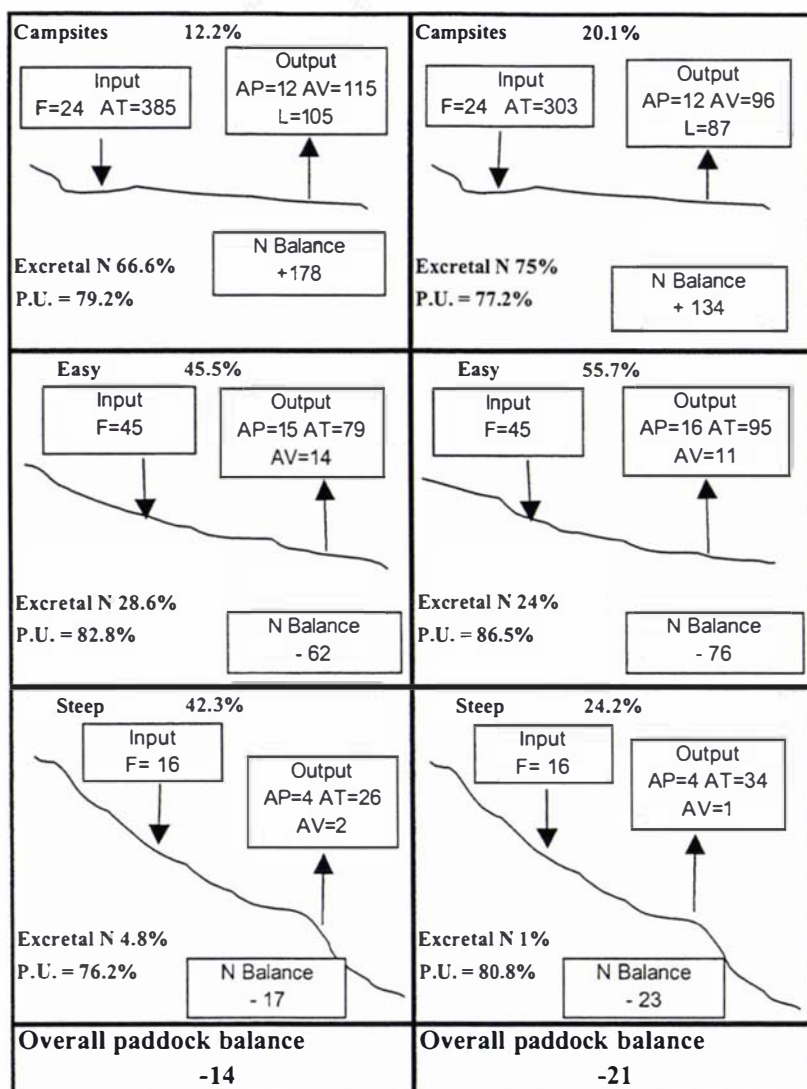 Campsites 12.2%
Input
F=24 AT=385
Output
AP=12 AV=115
L=105
Excretal N 66.6%
P.U. = 79.2%
N Balance
+178
Campsites 20.1%
Input
F=24 AT=303
Output
AP=12 AV=96
L=87
Excretal N 75%
P.U. = 77.2%
N Balance
+ 134
Easy 45.5%
Input
F=45
Output
AP=15 AT=79
AV=14
Excretal N 28.6%
P.U. = 82.8%
N Balance
- 62
Easy 55.7%
Input
F=45
Output
AP=16 AT=95
AV=11
Excretal N 24%
P.U. = 86.5%
N Balance
- 76
Steep 42.3%
Input
F= 16
Output
AP=4 AT=26
AV=2
Excretal N 4.8%
P.U. = 76.2%
N Balance
- 17
Steep 24.2%
Input
F= 16
Output
AP=4 AT=34
AV=1
Excretal N 1%
P.U. = 80.8%
N Balance
- 23
Overall paddock balance
-14
Overall paddock balance
-21